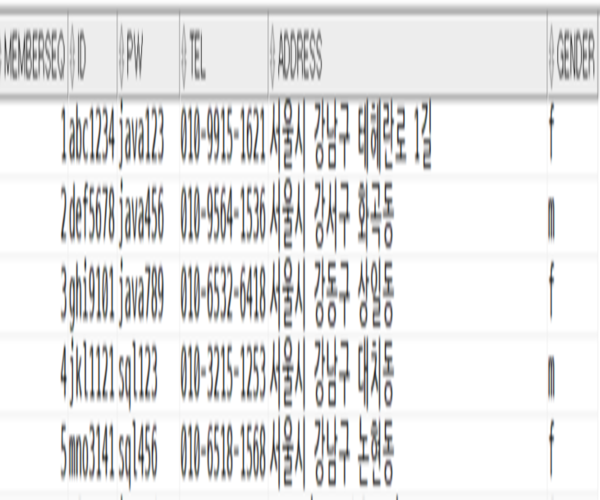 MEMBERSEQ ID PW TEL ADDRESS GENDER
1 abc1234 java123 010-9915-1621 서울시 강남구 테헤란로 1길 f
2 def5678 java456 010-9564-1536 서울시 강서구 화곡동 m
3 ghi9101 java789 010-6532-6418 서울시 강동구 상일동 f
4 jkl1121 sql123 010-3215-1253 서울시 강남구 대치동 m
5 mno3141 sql456 010-6518-1568 서울시 강남구 논현동 f